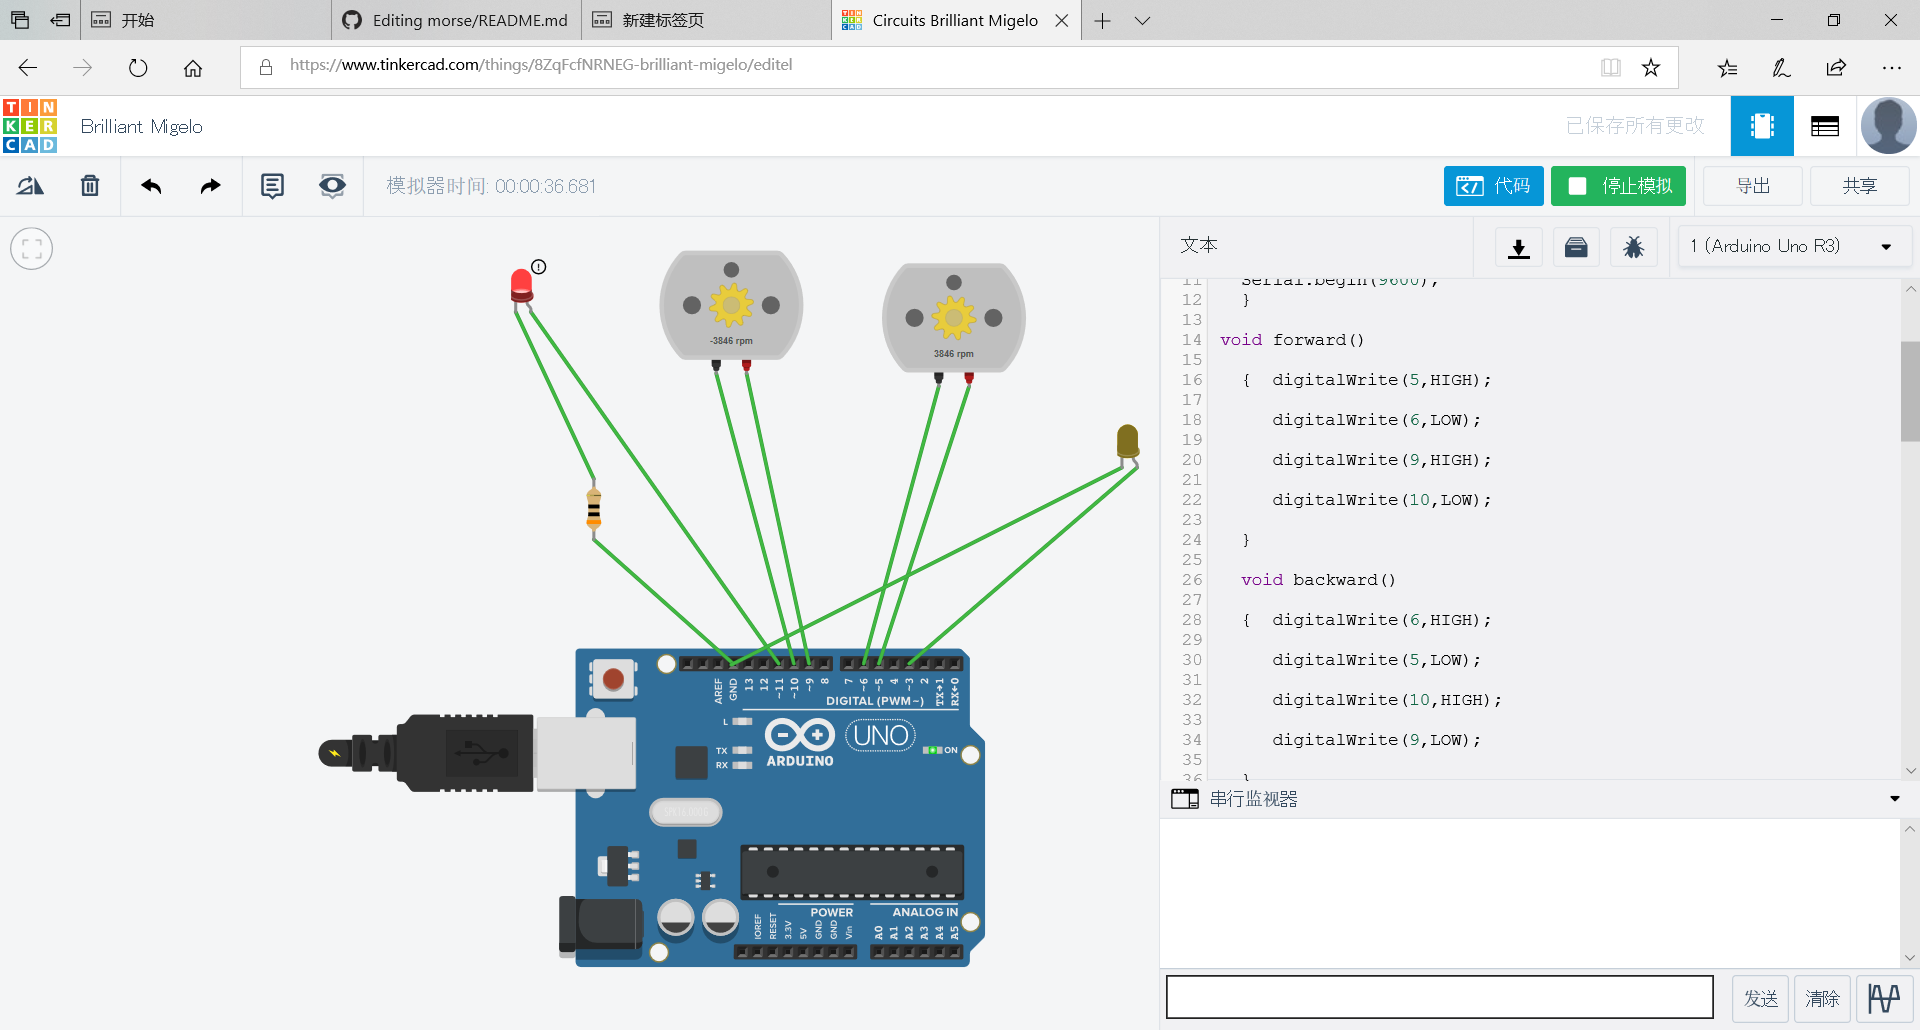 开始
Editing morse/README.md
新建标签页
Circuits Brilliant Migelo
https://www.tinkercad.com/things/8ZqFcfNRNEG-brilliant-migelo/editel
TIN
KER
CAD
Brilliant Migelo
已保存所有更改
模拟器时间: 00:00:36.681
代码
停止模拟
导出
共享
文本
1 (Arduino Uno R3)
11 Serial.begin(9600);
12 }
13
14 void forward()
15
16 { digitalWrite(5,HIGH);
17
18 digitalWrite(6,LOW);
19
20 digitalWrite(9,HIGH);
21
22 digitalWrite(10,LOW);
23
24 }
25
26 void backward()
27
28 { digitalWrite(6,HIGH);
29
30 digitalWrite(5,LOW);
31
32 digitalWrite(10,HIGH);
33
34 digitalWrite(9,LOW);
35
36 }
串行监视器
发送
清除
-3846 rpm
3846 rpm
AREF GND 13 12 ~11 ~10 ~9 8 7 ~6 ~5 4 ~3 2 TX→1 RX←0
DIGITAL (PWM~)
L
TX
RX
UNO
ARDUINO
ON
POWER
ANALOG IN
IOREF RESET 3.3V 5V GND GND Vin A0 A1 A2 A3 A4 A5